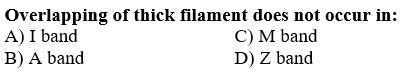 Overlapping of thick filament does not occur in:
A) I band C) M band
B) A band D) Z band